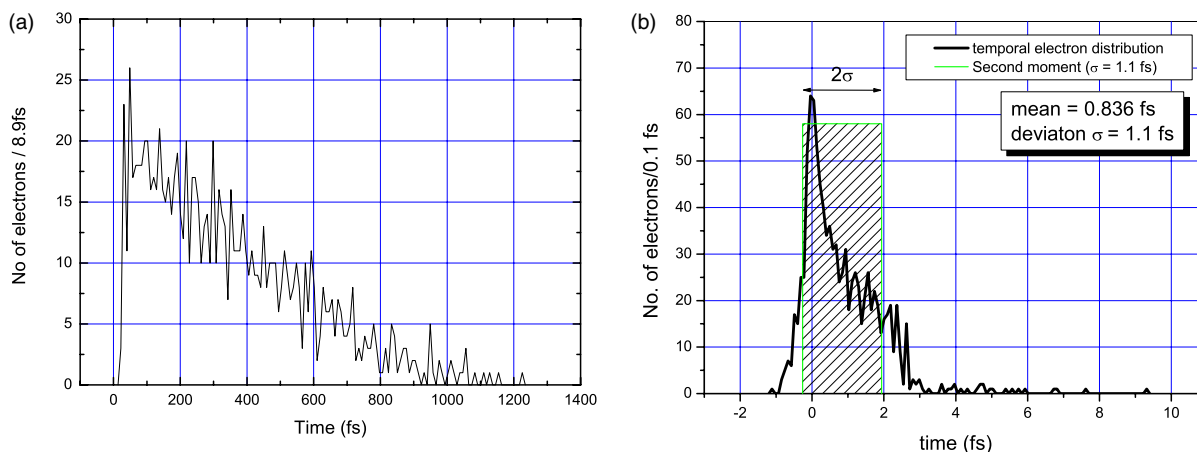 (a)
30
25
20
15
10
5
0
No of electrons / 8.9fs
0 200 400 600 800 1000 1200 1400
Time (fs)
(b)
80
70
60
50
40
30
20
10
0
No. of electrons/0.1 fs
temporal electron distribution
Second moment (σ = 1.1 fs)
2σ
mean = 0.836 fs
deviaton σ = 1.1 fs
-2 0 2 4 6 8 10
time (fs)